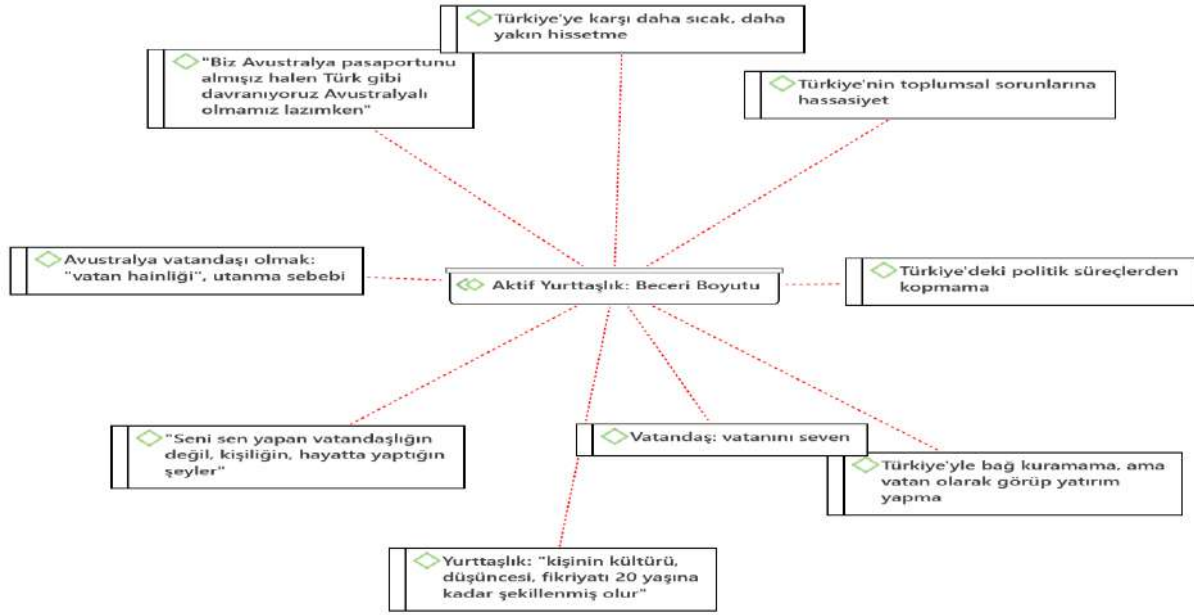 Türkiye'ye karşı daha sıcak, daha
yakın hissetme
"Biz Avustralya pasaportunu
almışız halen Türk gibi
davranıyoruz Avustralyalı
olmamız lazımken"
Türkiye'nin toplumsal sorunlarına
hassasiyet
Avustralya vatandaşı olmak:
"vatan hainliği", utanma sebebi
Aktif Yurttaşlık: Beceri Boyutu
Türkiye'deki politik süreçlerden
kopmama
"Seni sen yapan vatandaşlığın
değil, kişiliğin, hayatta yaptığın
şeyler"
Vatandaş: vatanını seven
Türkiye'yle bağ kuramama, ama
vatan olarak görüp yatırım
yapma
Yurttaşlık: "kişinin kültürü,
düşüncesi, fikriyatı 20 yaşına
kadar şekillenmiş olur"